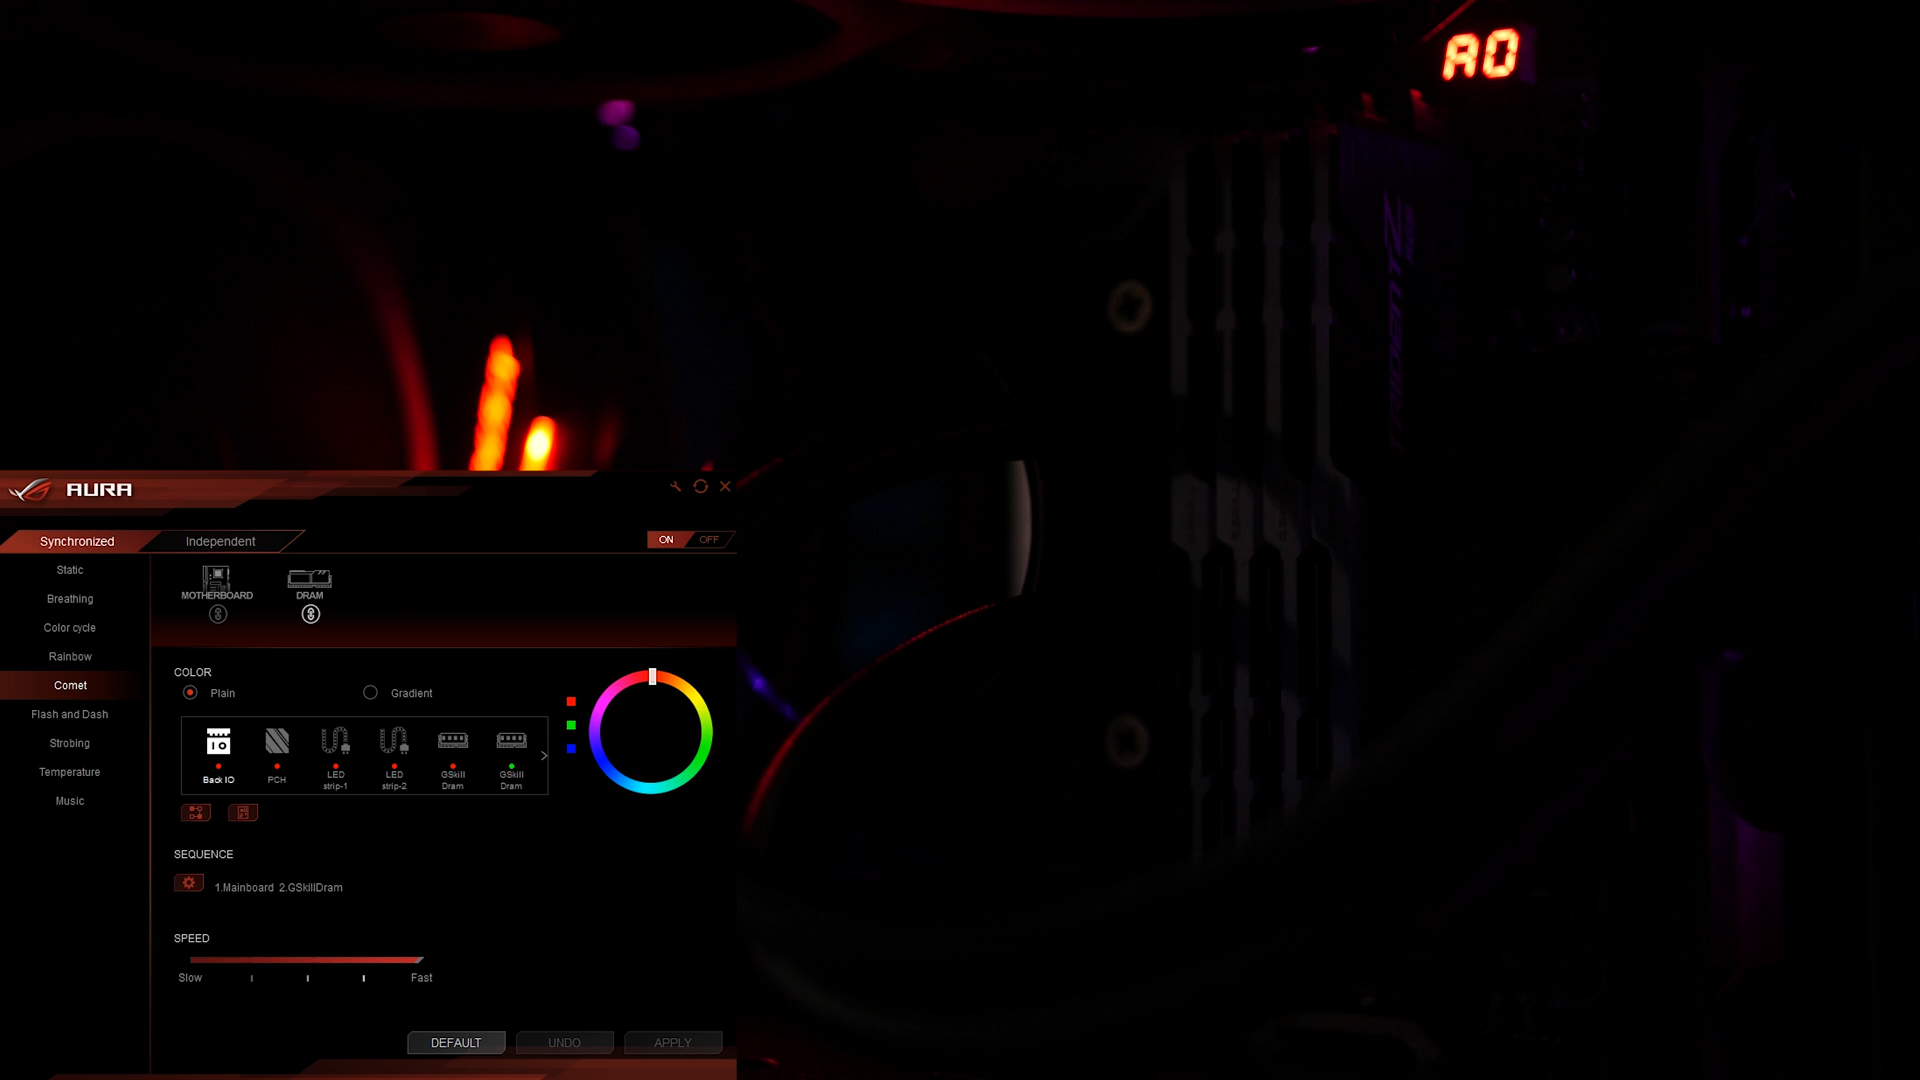 A0
TRIDENT Z
AURA
Synchronized
Independent
ON
OFF
Static
Breathing
Color cycle
Rainbow
Comet
Flash and Dash
Strobing
Temperature
Music
MOTHERBOARD
DRAM
COLOR
Plain
Gradient
Back IO
PCH
LED
strip-1
LED
strip-2
GSkill
Dram
GSkill
Dram
SEQUENCE
1.Mainboard 2.GSkillDram
SPEED
Slow
Fast
DEFAULT
UNDO
APPLY